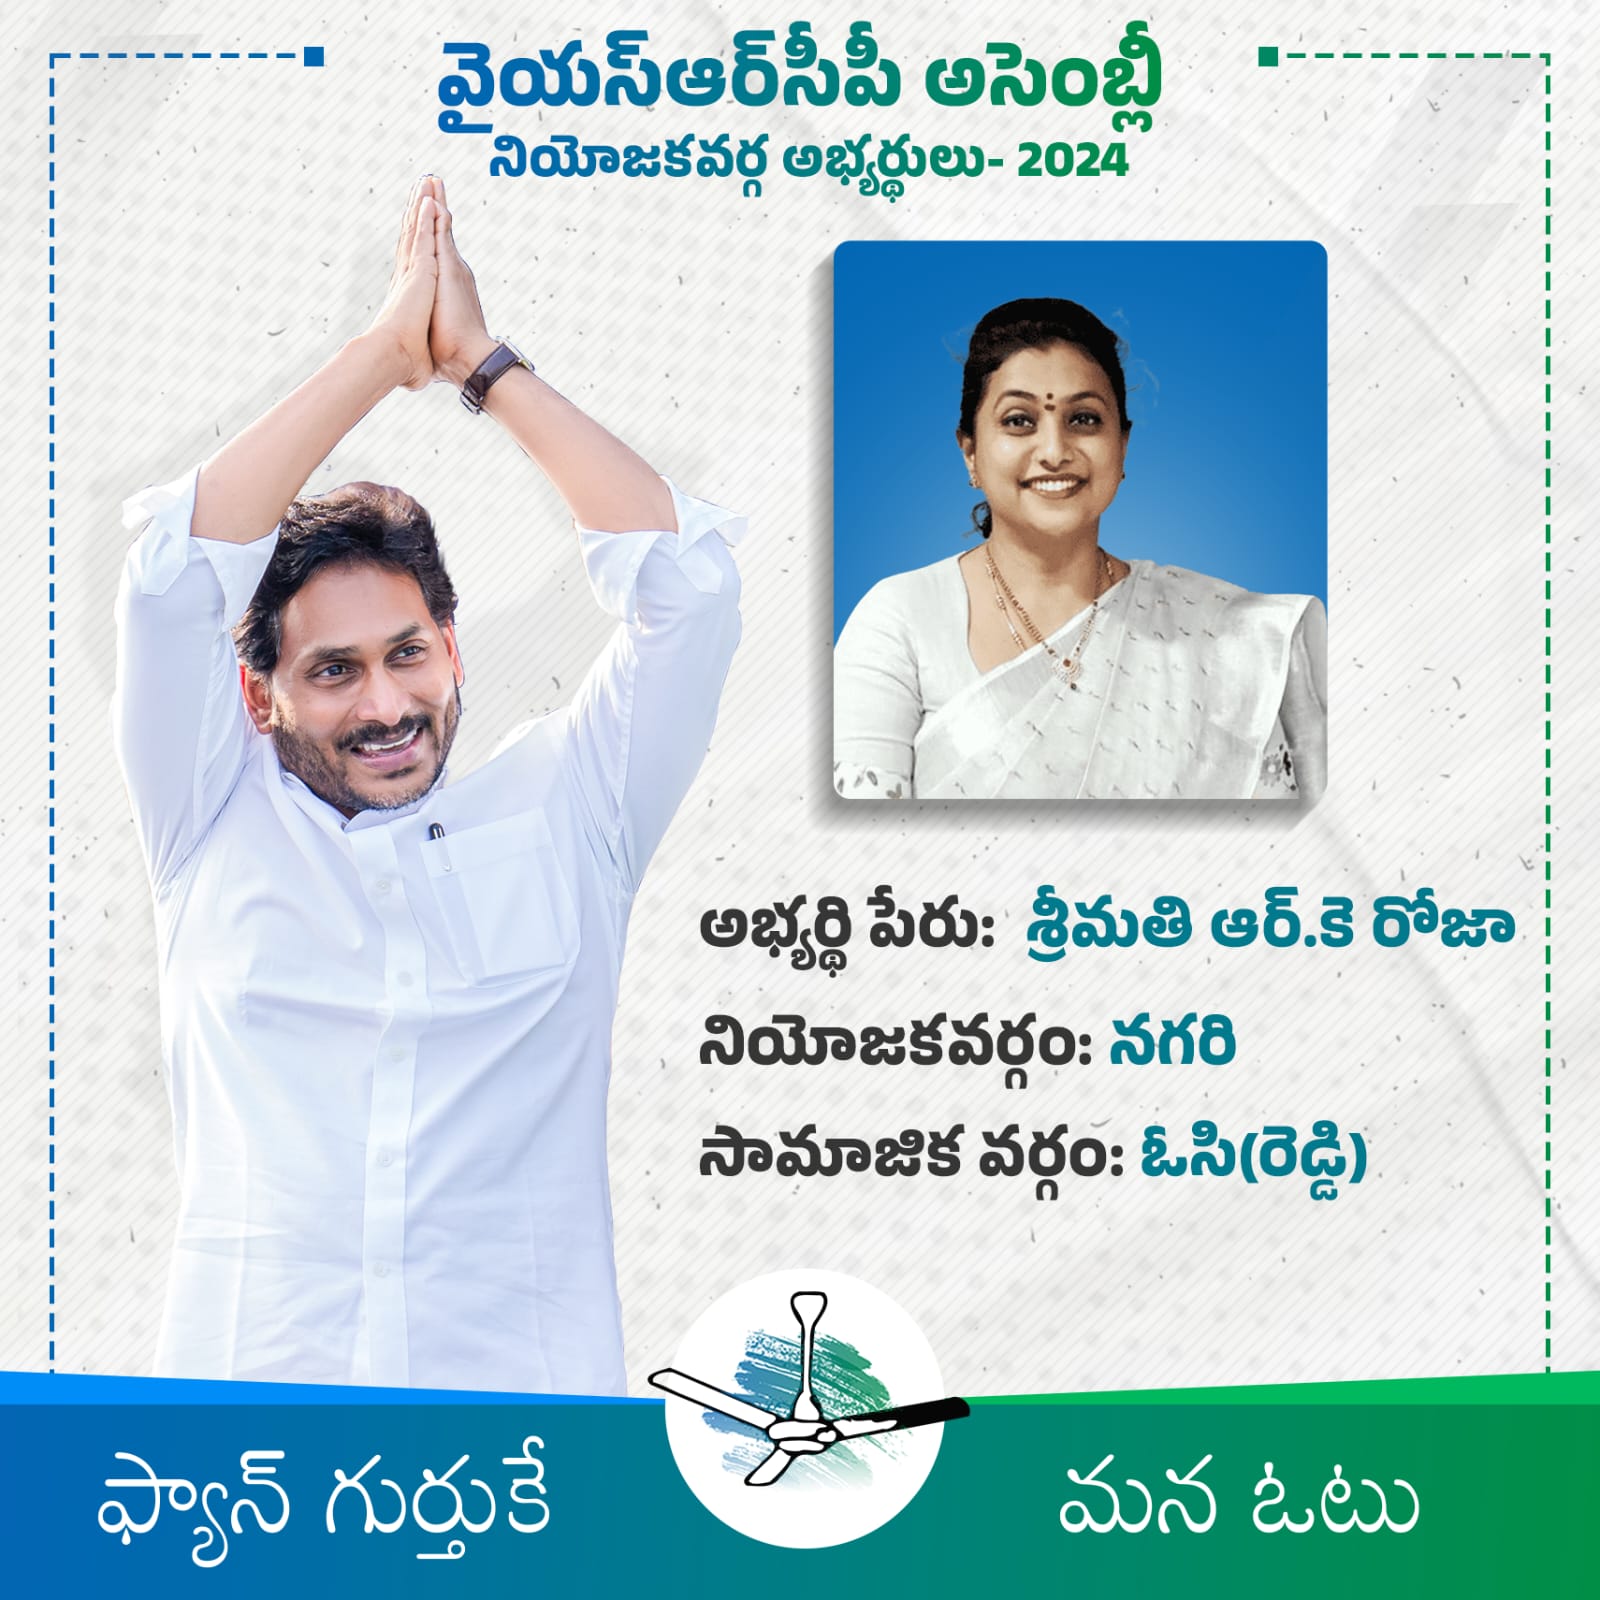 వైయస్ఆర్‌సీపీ అసెంబ్లీ
నియోజకవర్గ అభ్యర్థులు- 2024
అభ్యర్థి పేరు: శ్రీమతి ఆర్.కె రోజా
నియోజకవర్గం: నగరి
సామాజిక వర్గం: ఓసి(రెడ్డి)
ఫ్యాన్ గుర్తుకే మన ఓటు